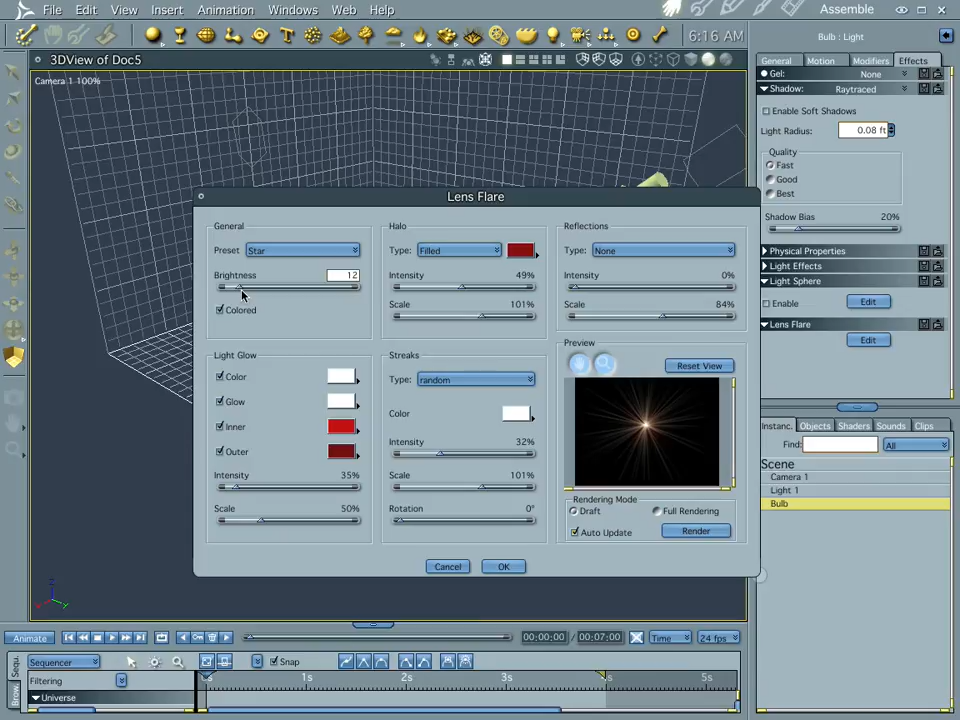 File Edit View Insert Animation Windows Web Help
Assemble
6:16 AM
3DView of Doc5
Camera 1 100%
Bulb : Light
General Motion Modifiers Effects
Gel: None
Shadow: Raytraced
Enable Soft Shadows
Light Radius: 0.08 ft
Quality
Fast
Good
Best
Shadow Bias 20%
Physical Properties
Light Effects
Light Sphere
Enable Edit
Lens Flare
Edit
Lens Flare
General
Preset Star
Brightness 12
Colored
Halo
Type: Filled
Intensity 49%
Scale 101%
Reflections
Type: None
Intensity 0%
Scale 84%
Light Glow
Color
Glow
Inner
Outer
Intensity 35%
Scale 50%
Streaks
Type: random
Color
Intensity 32%
Scale 101%
Rotation 0°
Preview
Reset View
Rendering Mode
Draft Full Rendering
Auto Update Render
Cancel OK
Instanc. Objects Shaders Sounds Clips
Find: All
Scene
Camera 1
Light 1
Bulb
Z
X
Y
Animate
00:00;00 / 00:07;00
Time 24 fps
Sequencer
Snap
Filtering
0s 1s 2s 3s 4s 5s
Universe
Sequ.
Brow